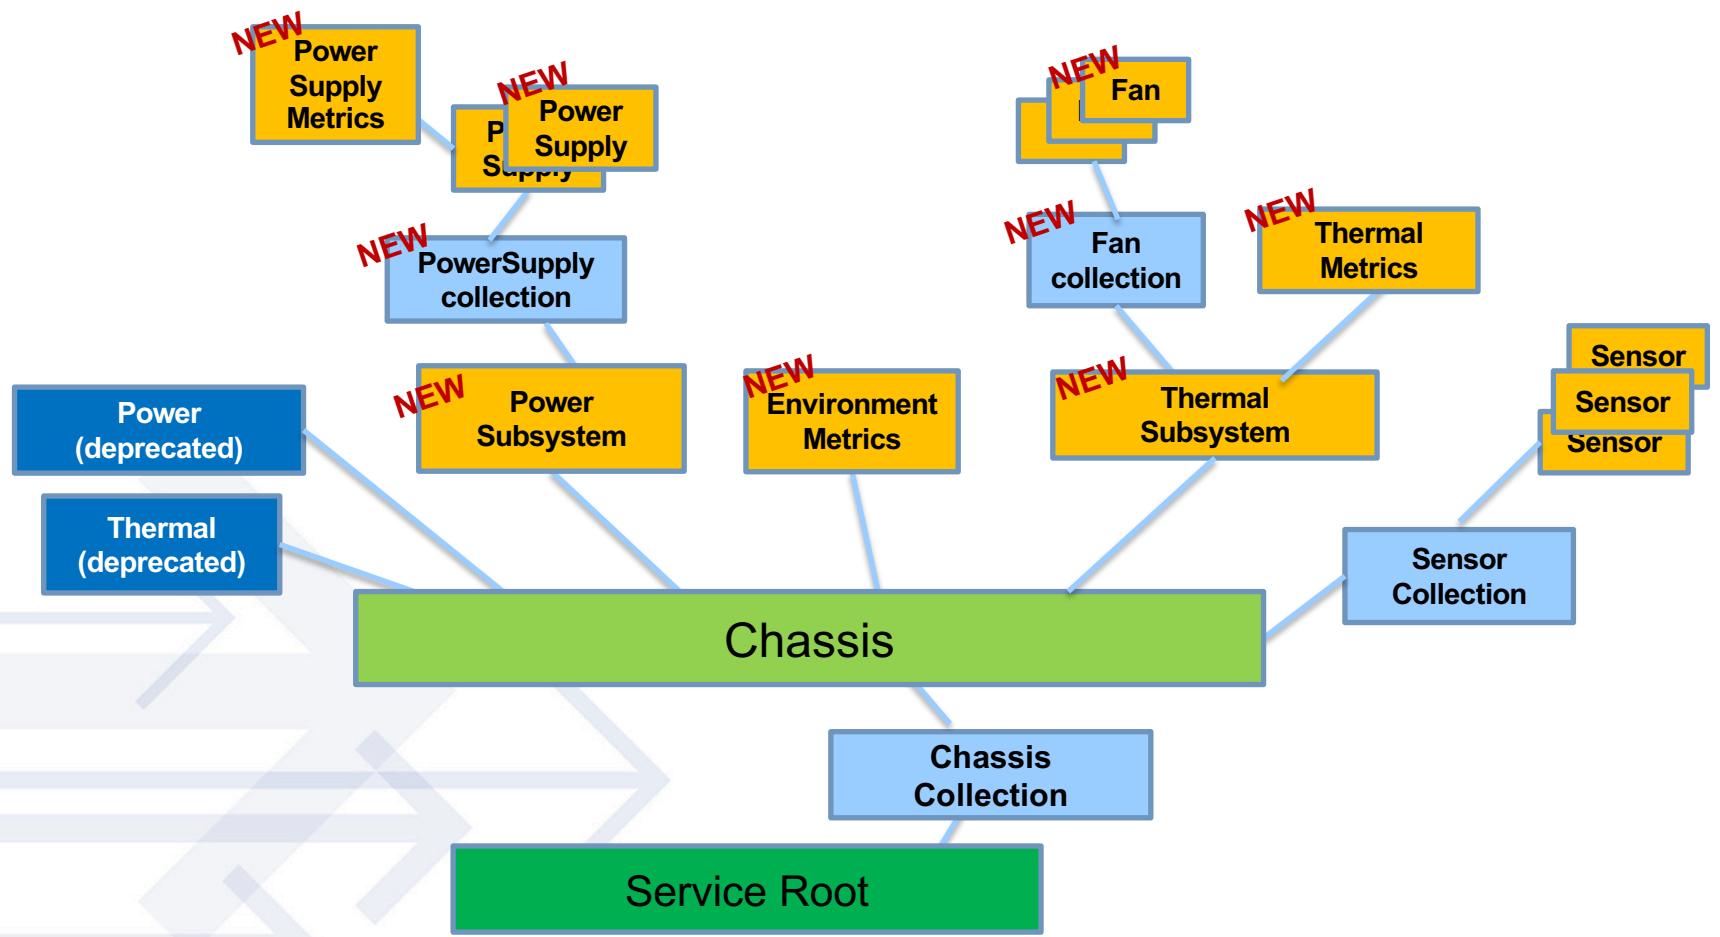 NEW
Power
Supply
Metrics
NEW
Power
Supply
P
Supply
NEW
Fan
NEW
PowerSupply
collection
NEW
Fan
collection
NEW
Thermal
Metrics
Power
(deprecated)
Thermal
(deprecated)
NEW
Power
Subsystem
NEW
Environment
Metrics
NEW
Thermal
Subsystem
Sensor
Sensor
Sensor
Sensor
Collection
Chassis
Chassis
Collection
Service Root